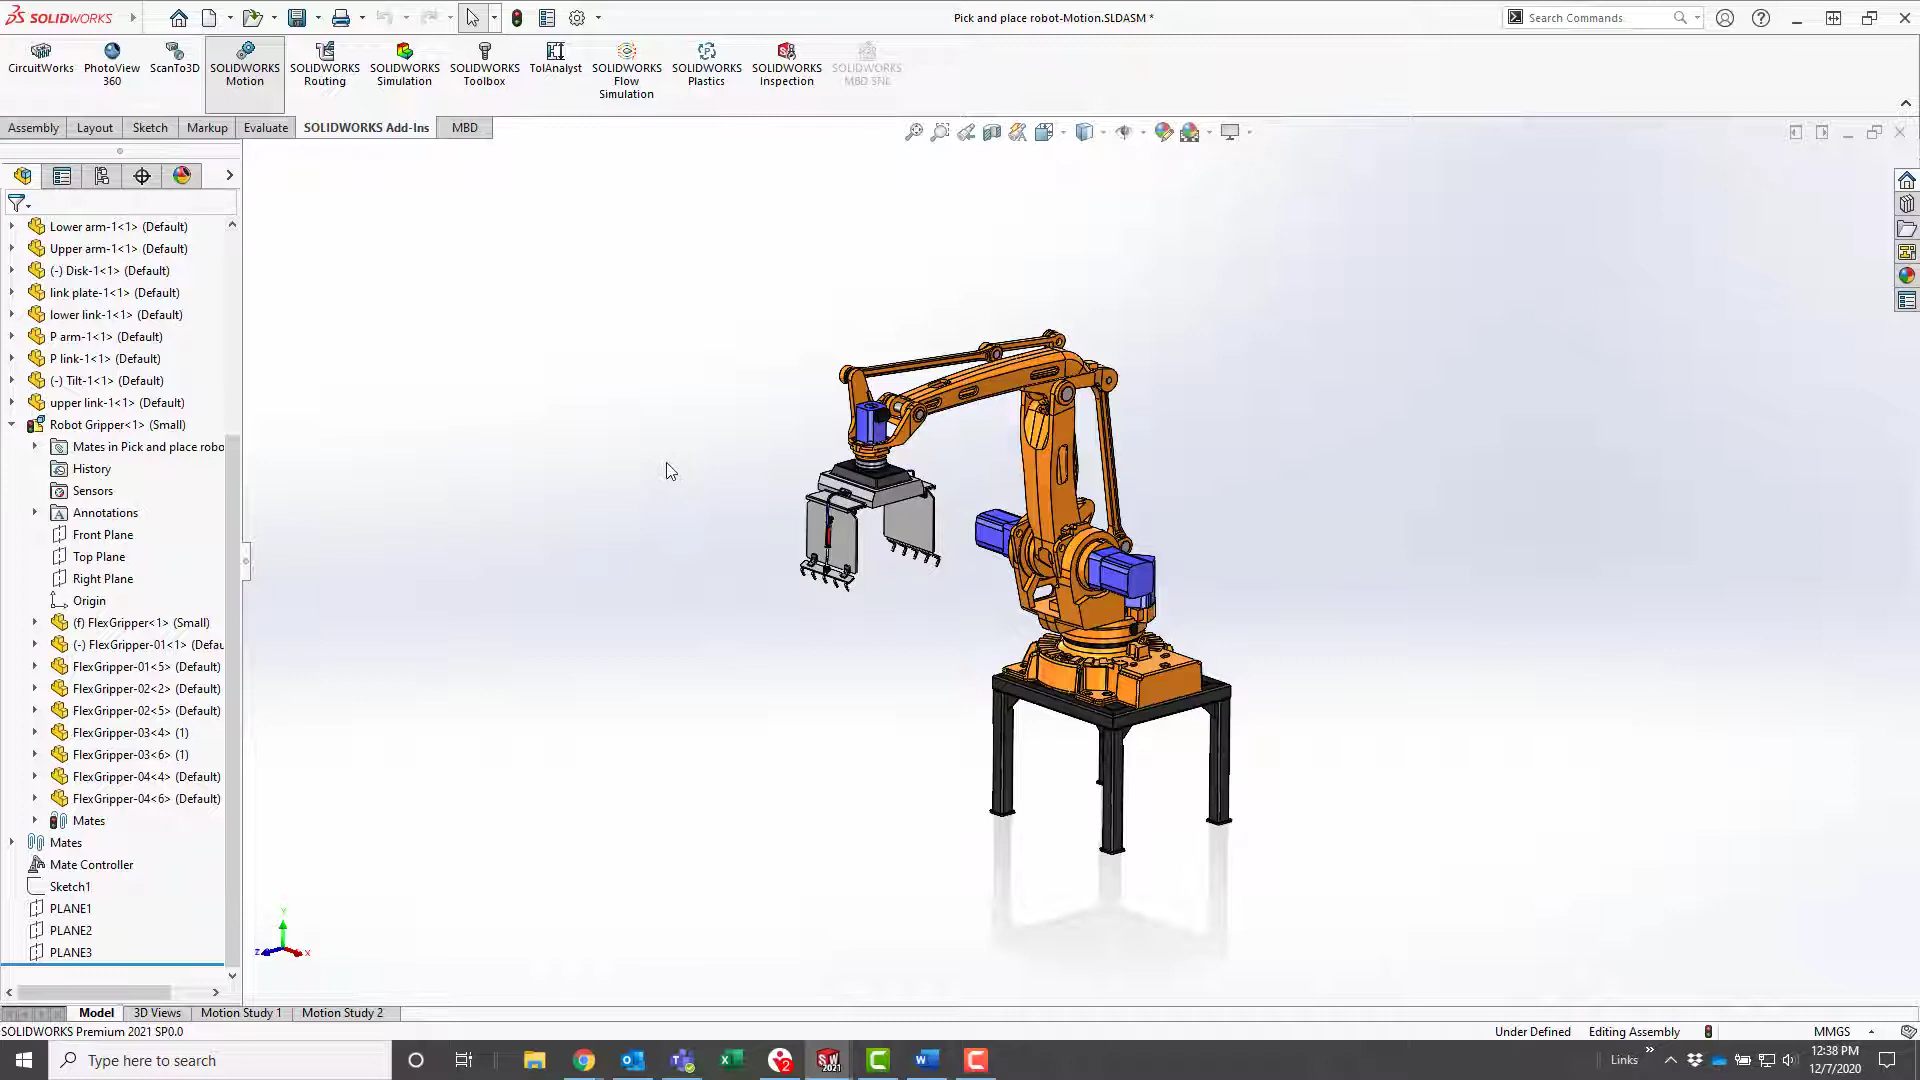 SOLIDWORKS
Pick and place robot-Motion.SLDASM *
Search Commands
CircuitWorks
PhotoView 360
ScanTo3D
SOLIDWORKS Motion
SOLIDWORKS Routing
SOLIDWORKS Simulation
SOLIDWORKS Toolbox
TolAnalyst
SOLIDWORKS Flow Simulation
SOLIDWORKS Plastics
SOLIDWORKS Inspection
SOLIDWORKS MBD SNL
Assembly
Layout
Sketch
Markup
Evaluate
SOLIDWORKS Add-Ins
MBD
Lower arm-1<1> (Default)
Upper arm-1<1> (Default)
(-) Disk-1<1> (Default)
link plate-1<1> (Default)
lower link-1<1> (Default)
P arm-1<1> (Default)
P link-1<1> (Default)
(-) Tilt-1<1> (Default)
upper link-1<1> (Default)
Robot Gripper<1> (Small)
Mates in Pick and place robo
History
Sensors
Annotations
Front Plane
Top Plane
Right Plane
Origin
(f) FlexGripper<1> (Small)
(-) FlexGripper-01<1> (Defau
FlexGripper-01<5> (Default)
FlexGripper-02<2> (Default)
FlexGripper-02<5> (Default)
FlexGripper-03<4> (1)
FlexGripper-03<6> (1)
FlexGripper-04<4> (Default)
FlexGripper-04<6> (Default)
Mates
Mates
Mate Controller
Sketch1
PLANE1
PLANE2
PLANE3
Y
Z
X
Model
3D Views
Motion Study 1
Motion Study 2
SOLIDWORKS Premium 2021 SP0.0
Under Defined
Editing Assembly
MMGS
Type here to search
2
SW
2021
Links
12:38 PM
12/7/2020